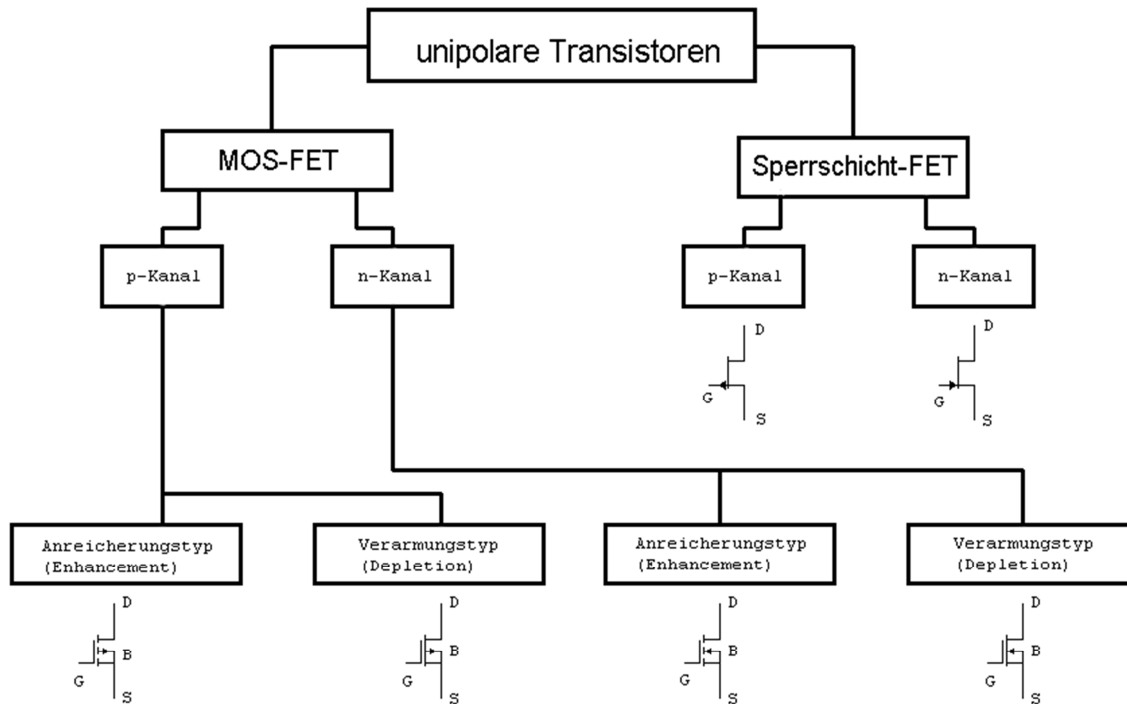 unipolare Transistoren
MOS-FET
Sperrschicht-FET
p-Kanal
n-Kanal
p-Kanal
n-Kanal
D
G
S
D
G
S
Anreicherungstyp
(Enhancement)
Verarmungstyp
(Depletion)
Anreicherungstyp
(Enhancement)
Verarmungstyp
(Depletion)
D
B
G
S
D
B
G
S
D
B
G
S
D
B
G
S